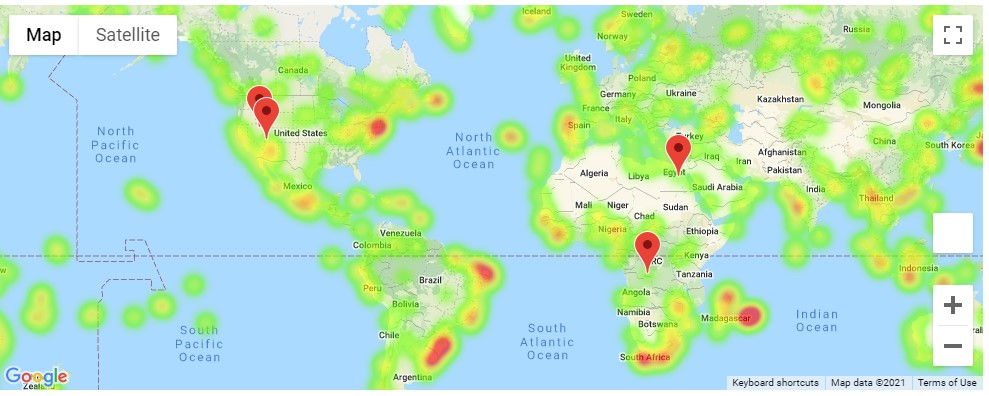 Map Satellite
Iceland
Sweden
Russia
Norway
Canada
United
Kingdom
Poland
Germany
Ukraine
Kazakhstan
Mongolia
France
North
Pacific
Ocean
United States
North
Atlantic
Ocean
Spain
Italy
Turkey
China
South Korea
Algeria
Libya
Egypt
Iraq
Iran
Afghanistan
Pakistan
Mexico
Saudi Arabia
India
Thailand
Mali
Niger
Chad
Sudan
Venezuela
Colombia
Nigeria
Ethiopia
Kenya
DRC
Tanzania
Indonesia
Brazil
Peru
Bolivia
Angola
Namibia
Botswana
Madagascar
Indian
Ocean
South
Pacific
Ocean
Chile
South
Atlantic
Ocean
South Africa
Argentina
Google
Keyboard shortcuts
Map data ©2021
Terms of Use